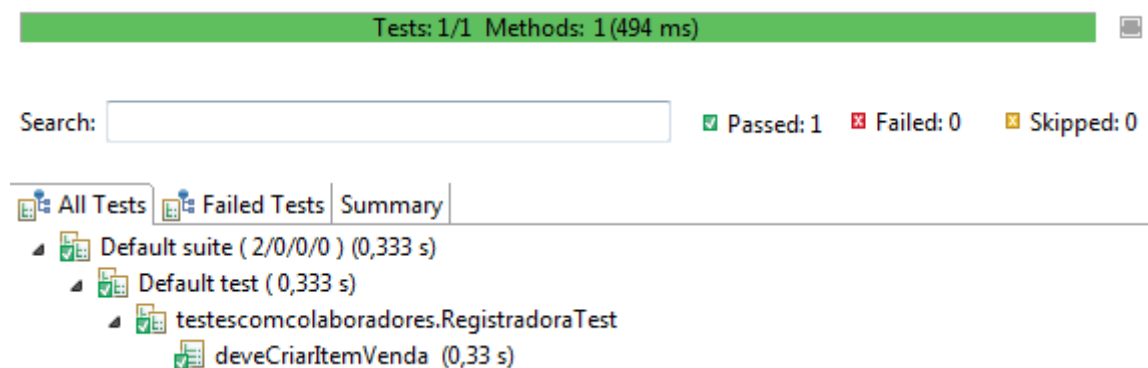 Tests: 1/1 Methods: 1 (494 ms)
Search: Passed: 1 Failed: 0 Skipped: 0
All Tests Failed Tests Summary
Default suite ( 2/0/0/0 ) (0,333 s)
Default test ( 0,333 s)
testescomcolaboradores.RegistradoraTest
deveCriarItemVenda (0,33 s)